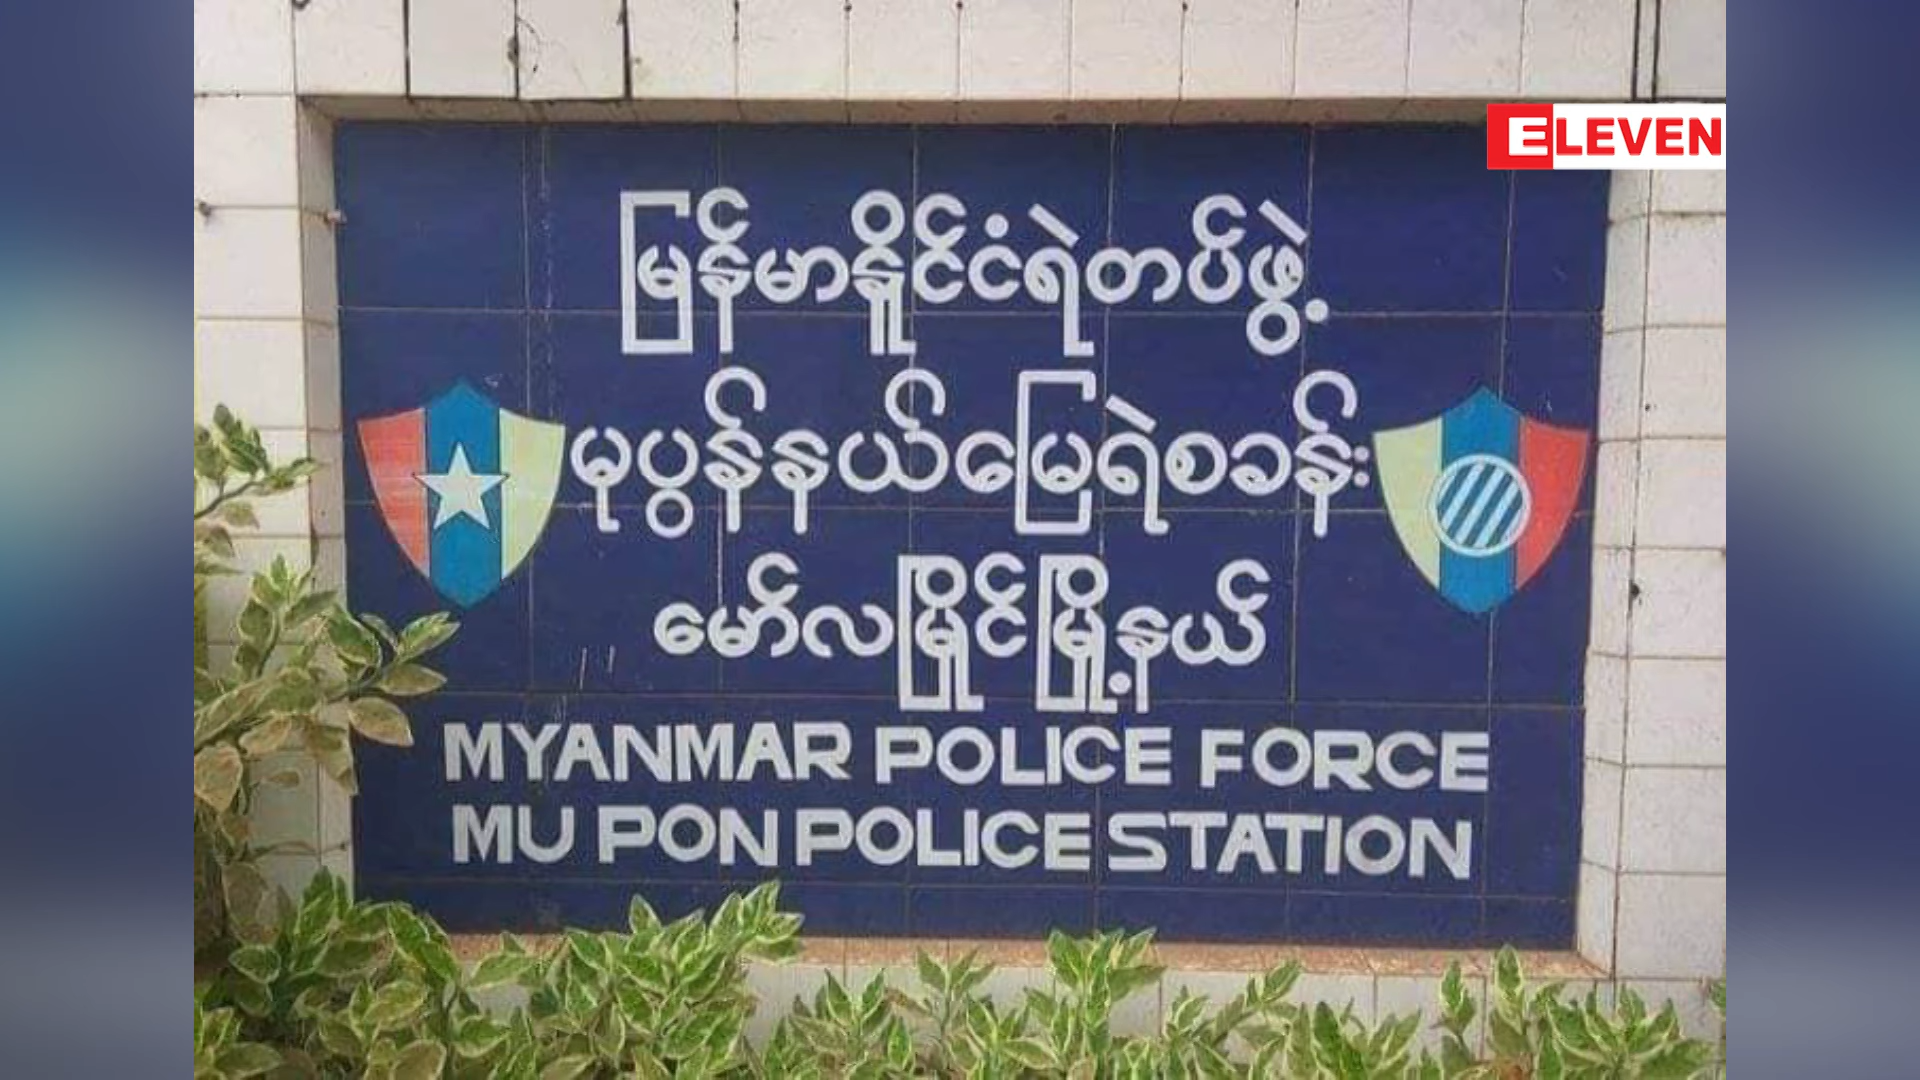 ELEVEN
မြန်မာနိုင်ငံရဲတပ်ဖွဲ့
မုပွန်နယ်မြေရဲစခန်း
မော်လမြိုင်မြို့နယ်
MYANMAR POLICE FORCE
MU PON POLICE STATION